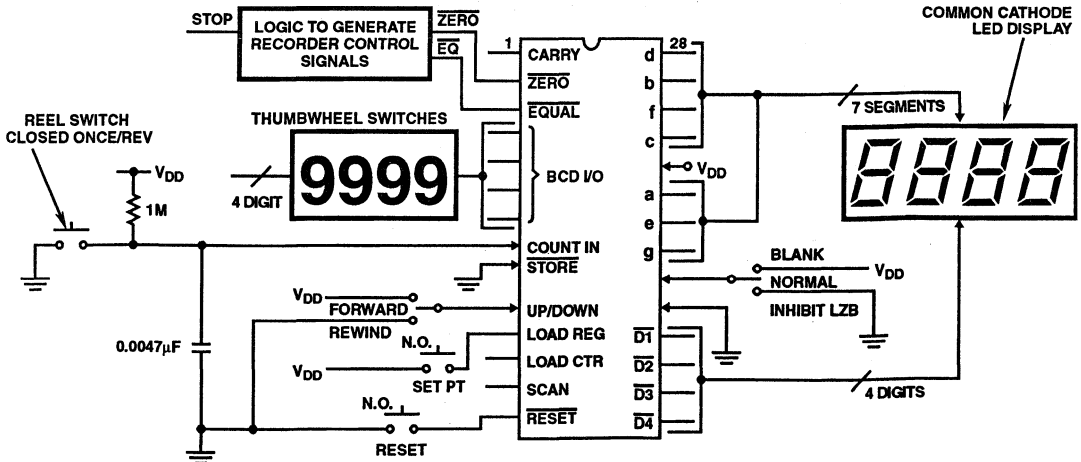 STOP
LOGIC TO GENERATE
RECORDER CONTROL
SIGNALS
ZERO
EQ
COMMON CATHODE
LED DISPLAY
1
28
CARRY
ZERO
EQUAL
BCD I/O
COUNT IN
STORE
UP/DOWN
LOAD REG
LOAD CTR
SCAN
RESET
d
b
f
c
VDD
a
e
g
D1
D2
D3
D4
7 SEGMENTS
8888
THUMBWHEEL SWITCHES
9999
4 DIGIT
REEL SWITCH
CLOSED ONCE/REV
VDD
1M
0.0047µF
VDD
FORWARD
REWIND
N.O.
VDD
SET PT
N.O.
RESET
BLANK
VDD
NORMAL
INHIBIT LZB
4 DIGITS